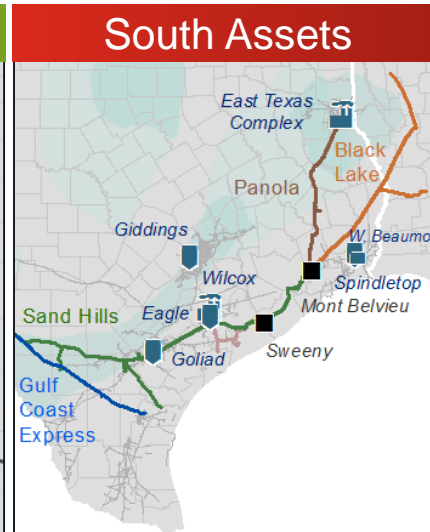 South Assets
East Texas
Complex
Black
Lake
Panola
Giddings
W. Beaumo
Wilcox
Spindletop
Eagle
Mont Belvieu
Sand Hills
Sweeny
Goliad
Gulf
Coast
Express